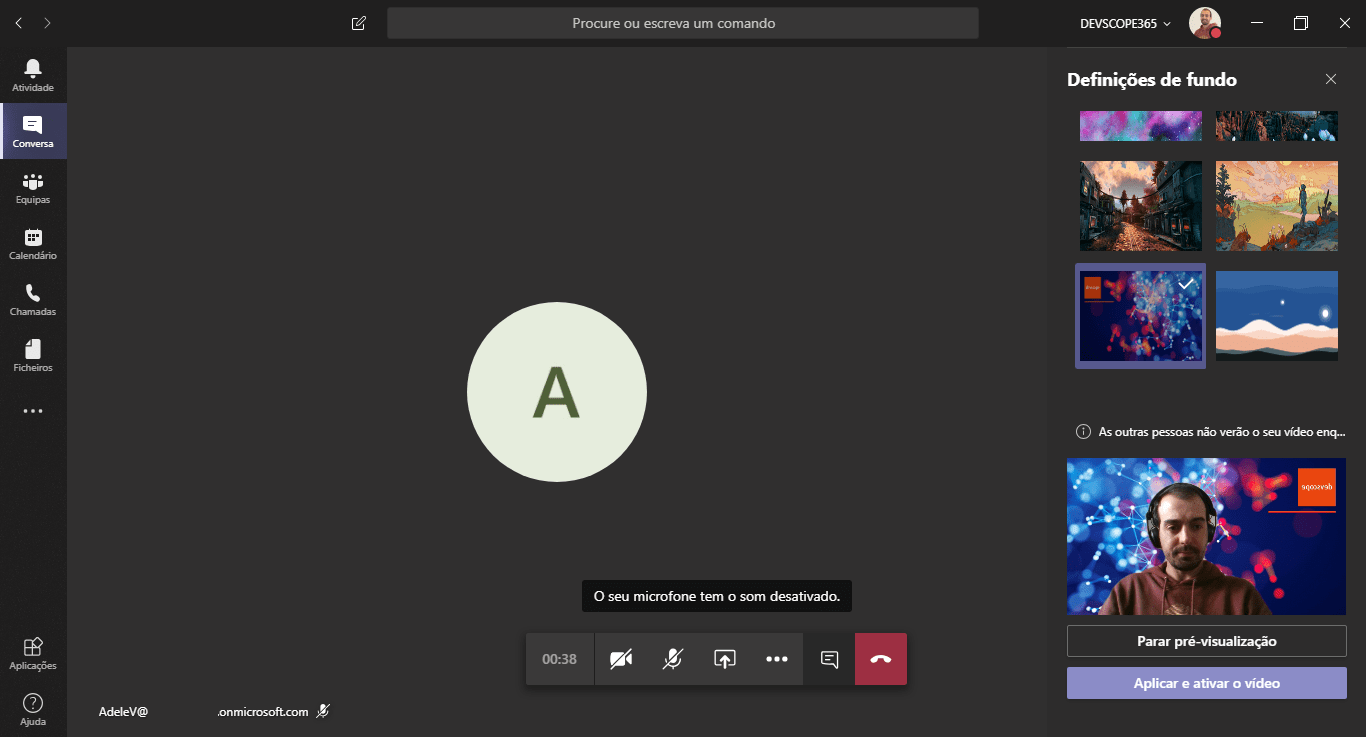 Procure ou escreva um comando
DEVSCOPE365
Atividade
Conversa
Equipas
Calendário
Chamadas
Ficheiros
Aplicações
Ajuda
A
O seu microfone tem o som desativado.
00:38
AdeleV@ .onmicrosoft.com
Definições de fundo
As outras pessoas não verão o seu vídeo enq...
devscope
Parar pré-visualização
Aplicar e ativar o vídeo